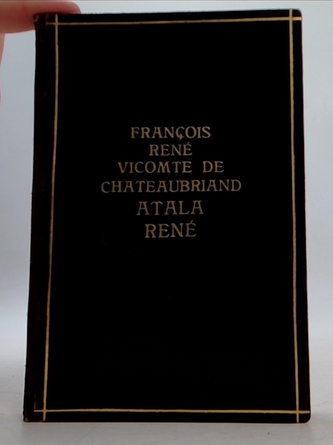 FRANÇOIS
RENÉ
VICOMTE DE
CHATEAUBRIAND
ATALA
RENÉ